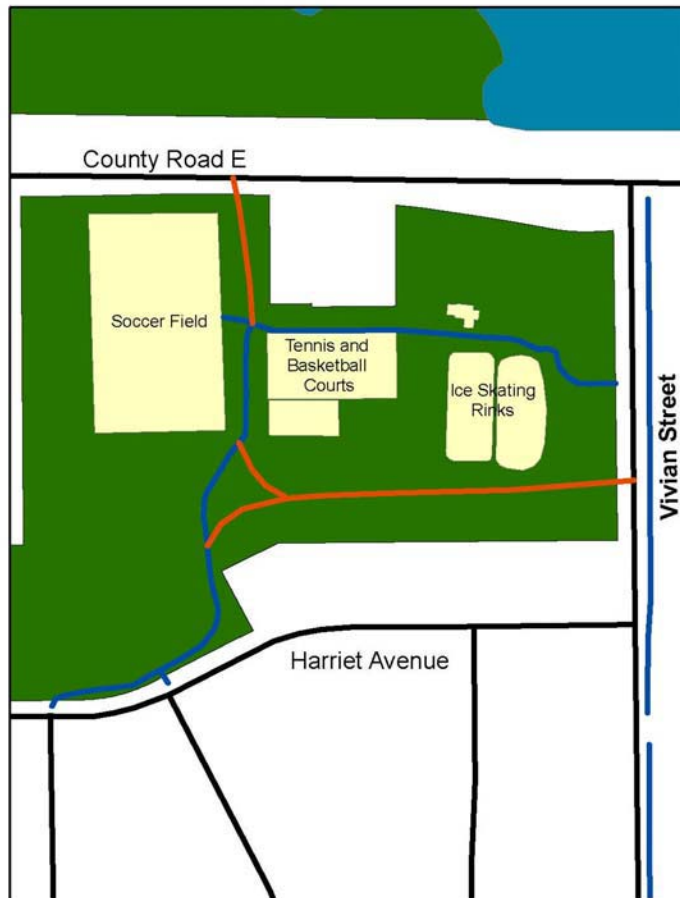 County Road E
Soccer Field
Tennis and
Basketball
Courts
Ice Skating
Rinks
Vivian Street
Harriet Avenue